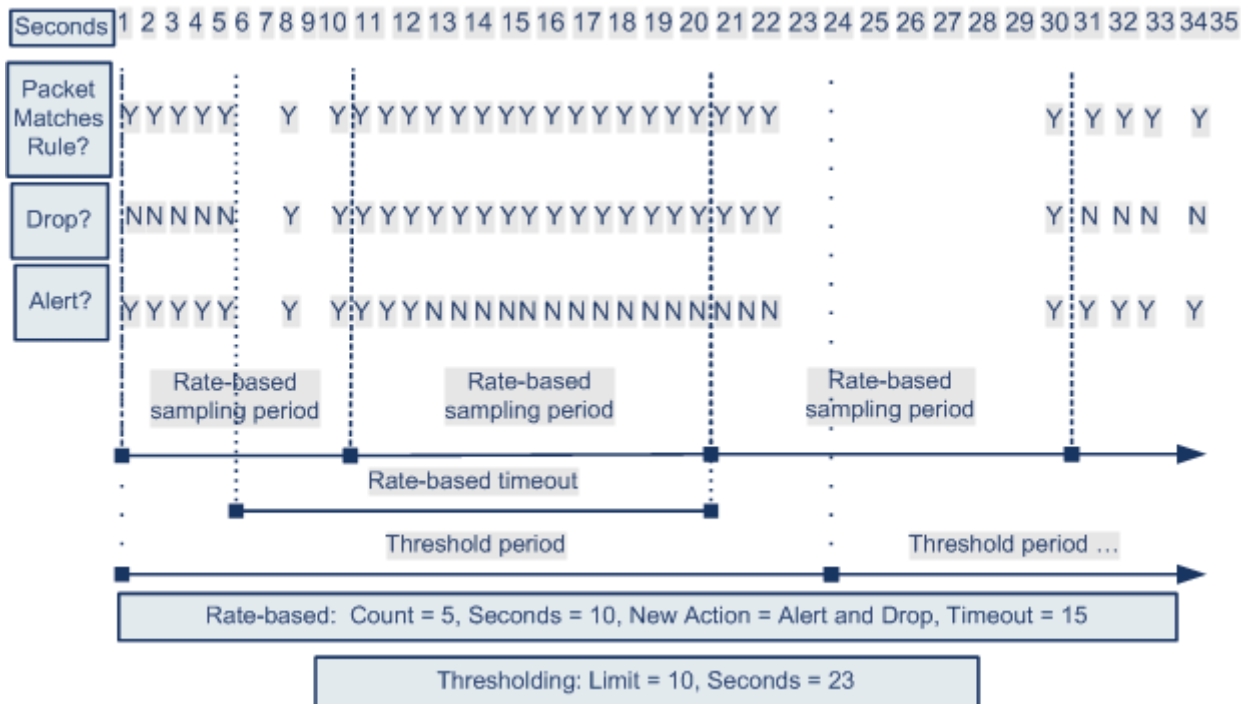 Seconds 1 2 3 4 5 6 7 8 9 10 11 12 13 14 15 16 17 18 19 20 21 22 23 24 25 26 27 28 29 30 31 32 33 34 35
Packet
Matches
Rule?
Y Y Y Y Y Y Y Y Y Y Y Y Y Y Y Y Y Y Y Y Y Y Y Y Y Y Y Y Y Y
Drop?
N N N N N Y Y Y Y Y Y Y Y Y Y Y Y Y Y Y Y Y Y Y Y Y N N N N
Alert?
Y Y Y Y Y Y Y Y Y Y N N N N N N N N N N N N N N N Y Y Y Y Y
Rate-based
sampling period
Rate-based
sampling period
Rate-based
sampling period
Rate-based timeout
Threshold period
Threshold period ...
Rate-based: Count = 5, Seconds = 10, New Action = Alert and Drop, Timeout = 15
Thresholding: Limit = 10, Seconds = 23